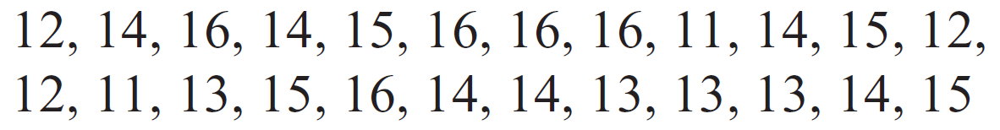 12, 14, 16, 14, 15, 16, 16, 16, 11, 14, 15, 12,
12, 11, 13, 15, 16, 14, 14, 13, 13, 13, 14, 15